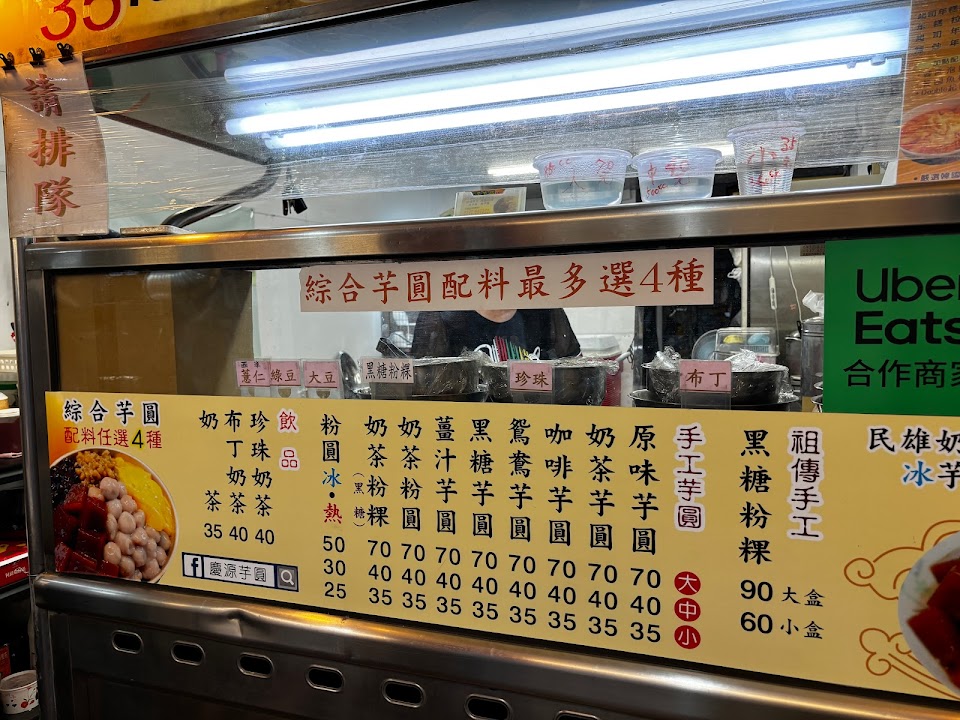 35
請排隊
大 70
500cc 40
小 35
綜合芋圓配料最多選4種
Uber
Eats
合作商家
薏仁
綠豆
大豆
黑糖粉粿
珍珠
布丁
民雄奶
冰芋
祖傳手工
黑糖粉粿
90 大盒
60 小盒
手工芋圓
大 中 小
原味芋圓 70 40 35
奶茶芋圓 70 40 35
咖啡芋圓 70 40 35
鴛鴦芋圓 70 40 35
黑糖芋圓 70 40 35
薑汁芋圓 70 40 35
奶茶粉圓 70 40 35
奶茶粉粿(黑糖) 70 40 35
粉圓冰•熱 50 30 25
飲品
珍珠奶茶 40
布丁奶茶 40
奶茶 35
綜合芋圓
配料任選4種
f 慶源芋圓